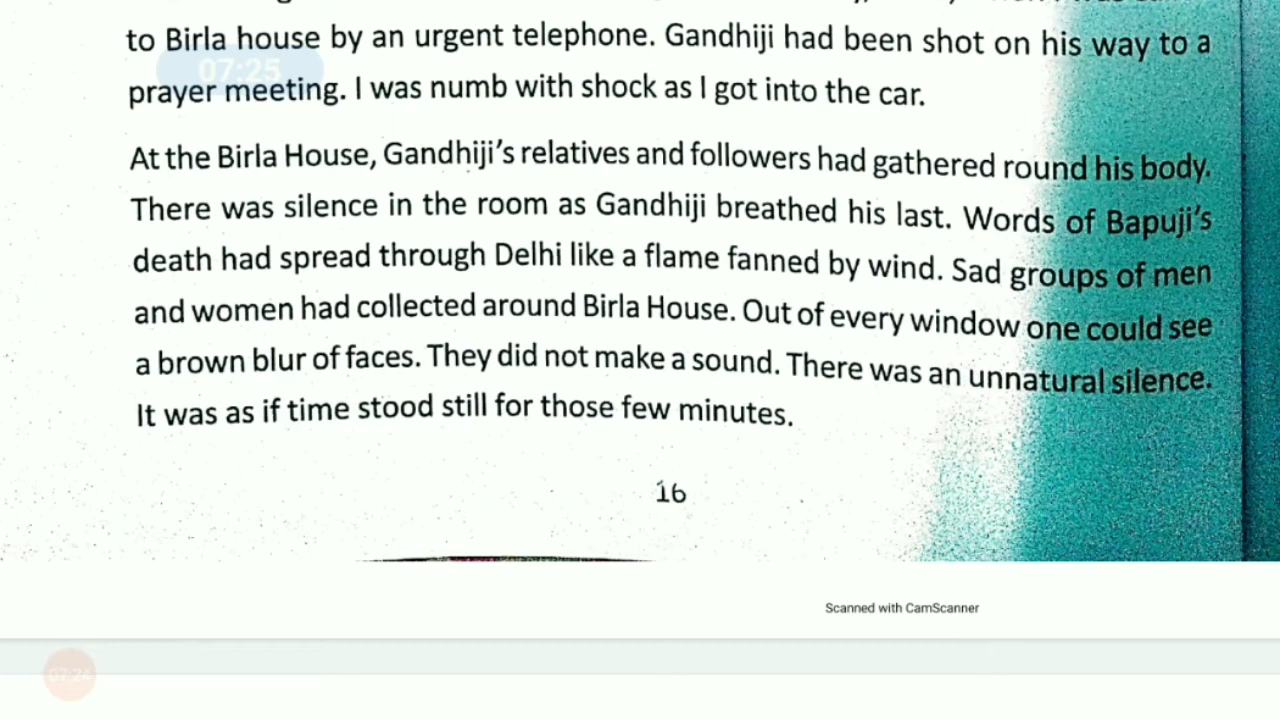 to Birla house by an urgent telephone. Gandhiji had been shot on his way to a
07:25
prayer meeting. I was numb with shock as I got into the car.
At the Birla House, Gandhiji's relatives and followers had gathered round his body.
There was silence in the room as Gandhiji breathed his last. Words of Bapuji's
death had spread through Delhi like a flame fanned by wind. Sad groups of men
and women had collected around Birla House. Out of every window one could see
a brown blur of faces. They did not make a sound. There was an unnatural silence.
It was as if time stood still for those few minutes.
16
Scanned with CamScanner
07:24